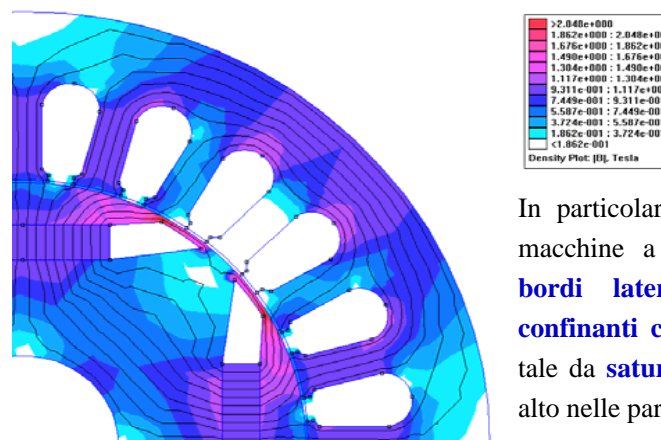 >2.048e+000
1.862e+000 : 2.048e+00
1.676e+000 : 1.862e+00
1.490e+000 : 1.676e+00
1.304e+000 : 1.490e+00
1.117e+000 : 1.304e+00
9.311e-001 : 1.117e+00
7.449e-001 : 9.311e-00
5.587e-001 : 7.449e-00
3.724e-001 : 5.587e-00
1.862e-001 : 3.724e-00
<1.862e-001
Density Plot: |B|, Tesla
In particolar
macchine a
bordi later
confinanti c
tale da satur
alto nelle par